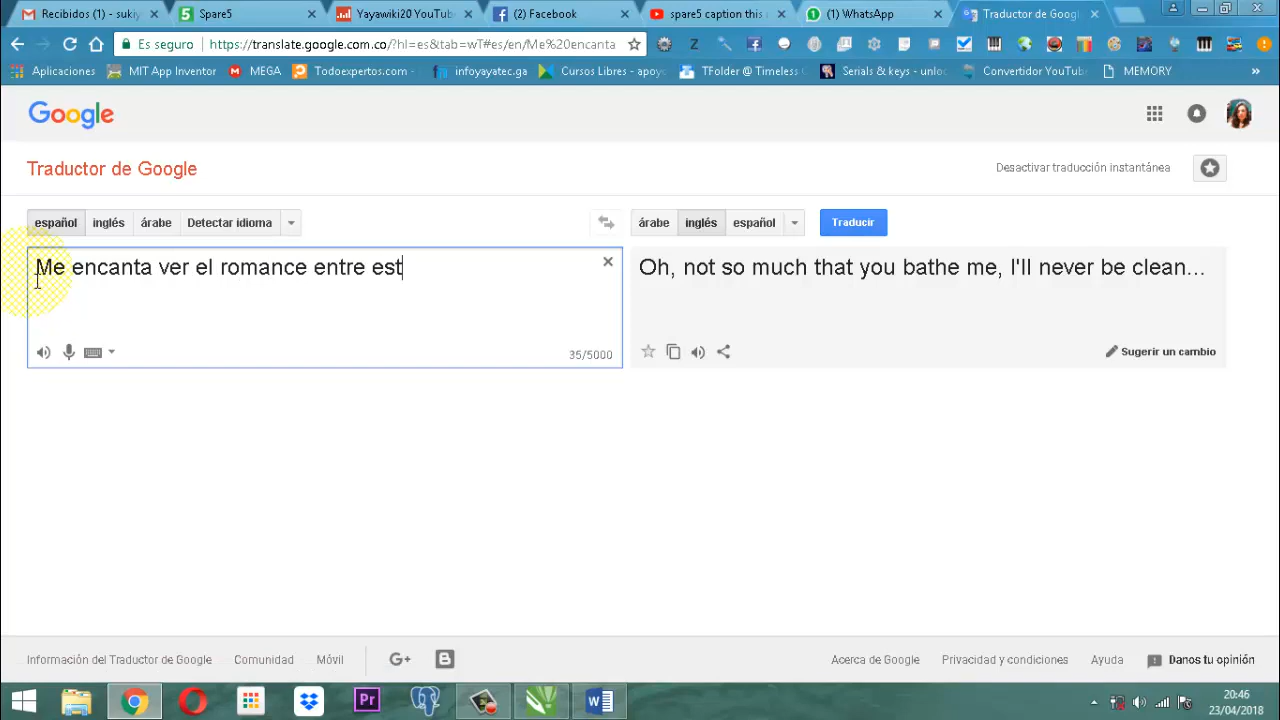 Recibidos (1) - sukiy
Spare5
Yayawiki20 YouTub
(2) Facebook
spare5 caption this
(1) WhatsApp
Traductor de Googl
Es seguro
https://translate.google.com.co/?hl=es&tab=wT#es/en/Me%20encanta
Aplicaciones
MIT App Inventor
MEGA
Todoexpertos.com -
infoyayatec.ga
Cursos Libres - apoy
TFolder @ Timeless
Serials & keys - unlo
Convertidor YouTub
MEMORY
»
Google
Traductor de Google
Desactivar traducción instantánea
español inglés árabe Detectar idioma
árabe inglés español Traducir
Me encanta ver el romance entre est
Oh, not so much that you bathe me, I'll never be clean...
35/5000
Sugerir un cambio
Información del Traductor de Google Comunidad Móvil G+
Acerca de Google Privacidad y condiciones Ayuda Danos tu opinión
Pr
20:46
23/04/2018